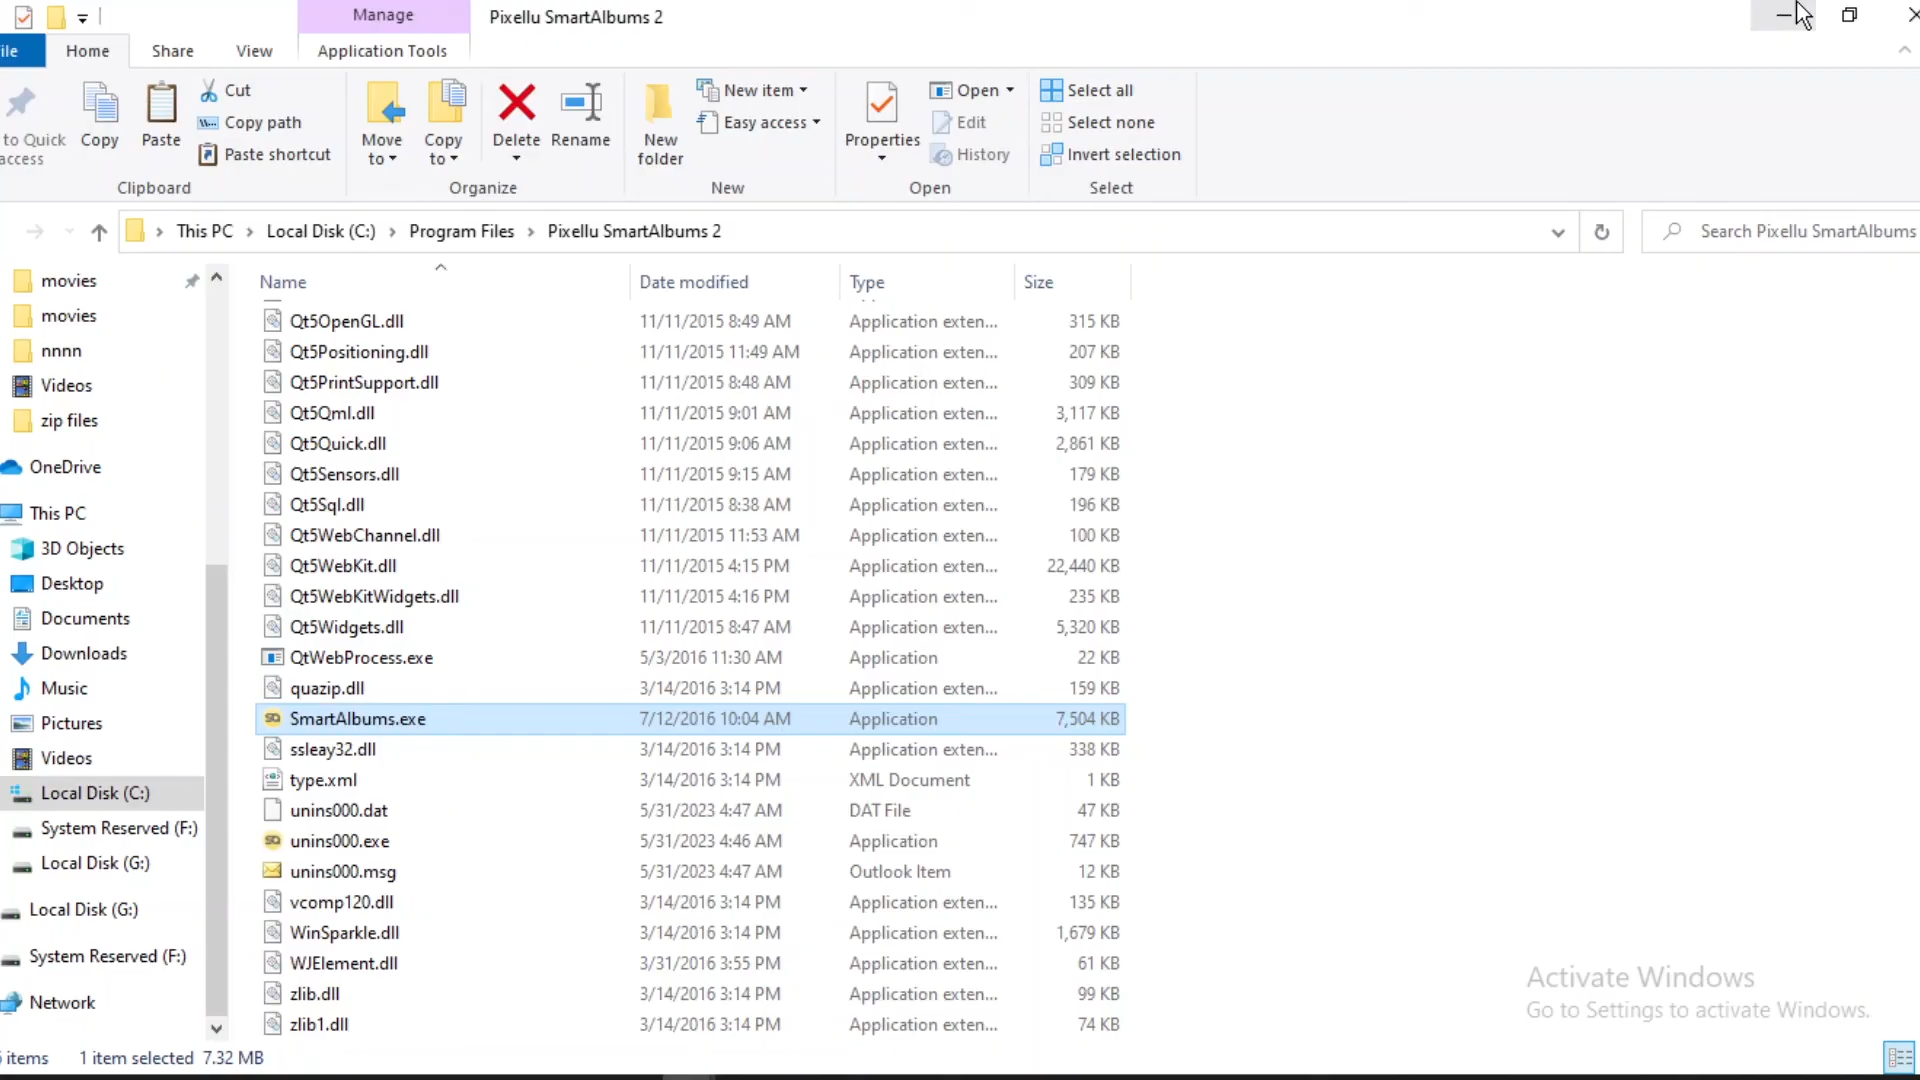 Manage
Pixellu SmartAlbums 2
ile
Home
Share
View
Application Tools
to Quick
access
Copy
Paste
Cut
Copy path
Paste shortcut
Clipboard
Move
to
Copy
to
Delete
Rename
Organize
New
folder
New item
Easy access
New
Properties
Open
Edit
History
Open
Select all
Select none
Invert selection
Select
This PC
Local Disk (C:)
Program Files
Pixellu SmartAlbums 2
Search Pixellu SmartAlbums
movies
movies
nnnn
Videos
zip files
OneDrive
This PC
3D Objects
Desktop
Documents
Downloads
Music
Pictures
Videos
Local Disk (C:)
System Reserved (F:)
Local Disk (G:)
Local Disk (G:)
System Reserved (F:)
Network
Name Date modified Type Size
Qt5OpenGL.dll 11/11/2015 8:49 AM Application exten... 315 KB
Qt5Positioning.dll 11/11/2015 11:49 AM Application exten... 207 KB
Qt5PrintSupport.dll 11/11/2015 8:48 AM Application exten... 309 KB
Qt5Qml.dll 11/11/2015 9:01 AM Application exten... 3,117 KB
Qt5Quick.dll 11/11/2015 9:06 AM Application exten... 2,861 KB
Qt5Sensors.dll 11/11/2015 9:15 AM Application exten... 179 KB
Qt5Sql.dll 11/11/2015 8:38 AM Application exten... 196 KB
Qt5WebChannel.dll 11/11/2015 11:53 AM Application exten... 100 KB
Qt5WebKit.dll 11/11/2015 4:15 PM Application exten... 22,440 KB
Qt5WebKitWidgets.dll 11/11/2015 4:16 PM Application exten... 235 KB
Qt5Widgets.dll 11/11/2015 8:47 AM Application exten... 5,320 KB
QtWebProcess.exe 5/3/2016 11:30 AM Application 22 KB
quazip.dll 3/14/2016 3:14 PM Application exten... 159 KB
SmartAlbums.exe 7/12/2016 10:04 AM Application 7,504 KB
ssleay32.dll 3/14/2016 3:14 PM Application exten... 338 KB
type.xml 3/14/2016 3:14 PM XML Document 1 KB
unins000.dat 5/31/2023 4:47 AM DAT File 47 KB
unins000.exe 5/31/2023 4:46 AM Application 747 KB
unins000.msg 5/31/2023 4:47 AM Outlook Item 12 KB
vcomp120.dll 3/14/2016 3:14 PM Application exten... 135 KB
WinSparkle.dll 3/14/2016 3:14 PM Application exten... 1,679 KB
WJElement.dll 3/31/2016 3:55 PM Application exten... 61 KB
zlib.dll 3/14/2016 3:14 PM Application exten... 99 KB
zlib1.dll 3/14/2016 3:14 PM Application exten... 74 KB
Activate Windows
Go to Settings to activate Windows.
items 1 item selected 7.32 MB